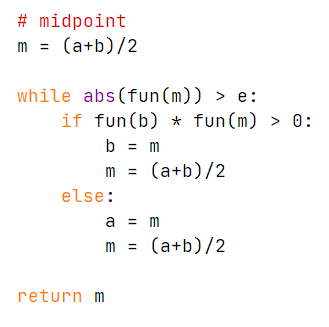 # midpoint
m = (a+b)/2
while abs(fun(m)) > e:
    if fun(b) * fun(m) > 0:
        b = m
        m = (a+b)/2
    else:
        a = m
        m = (a+b)/2
return m